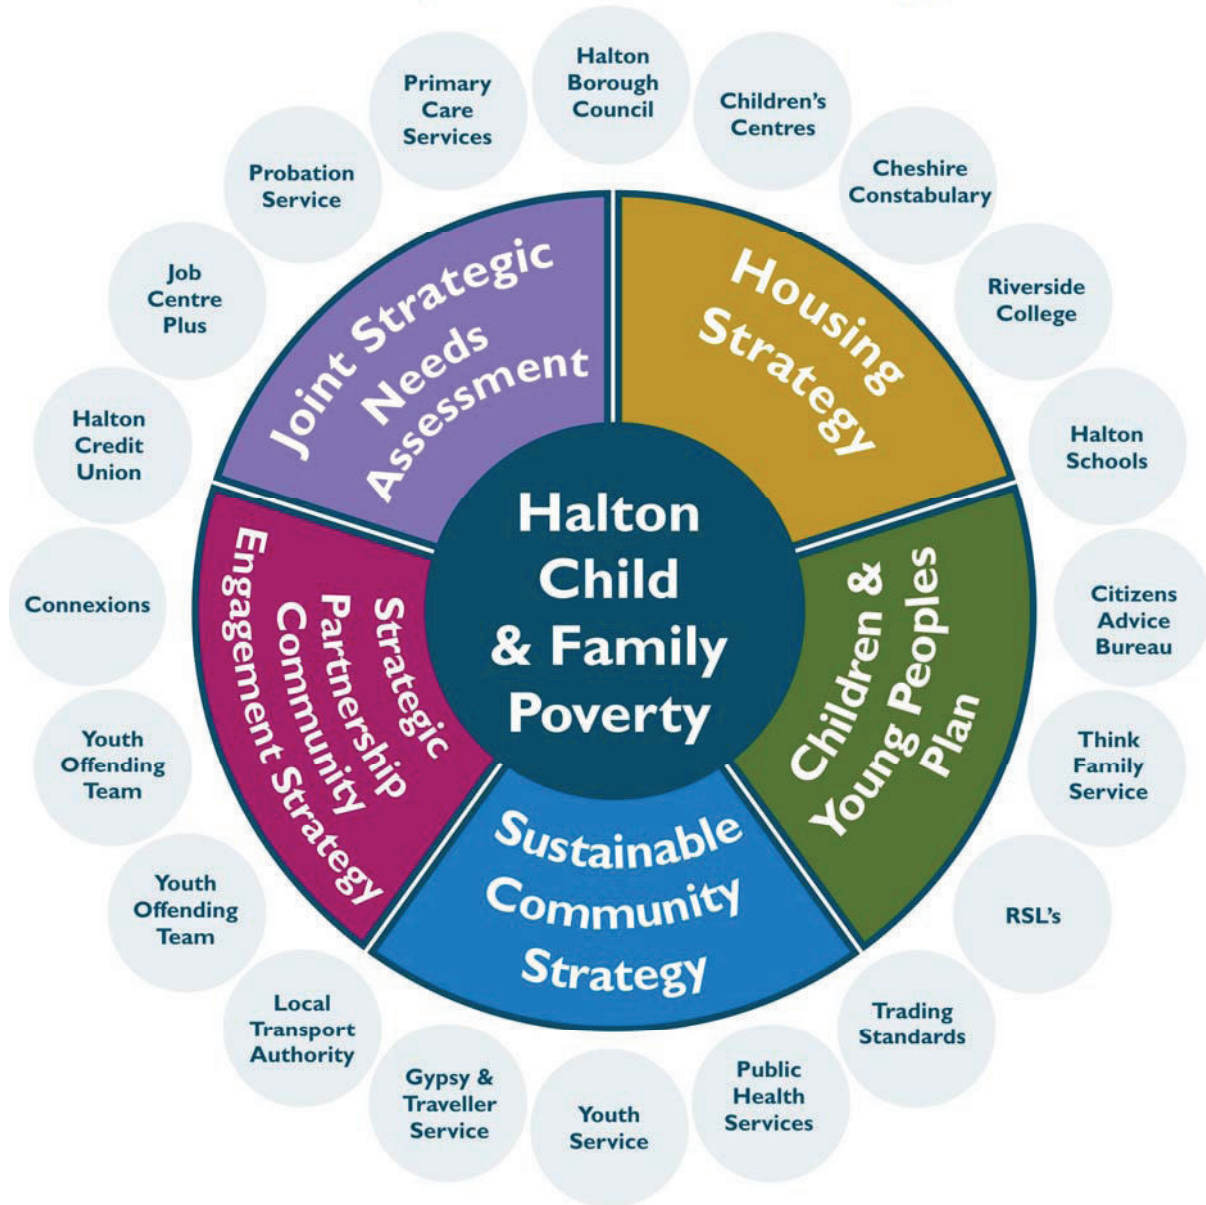 Halton
Borough
Council
Children's
Centres
Cheshire
Constabulary
Riverside
College
Halton
Schools
Citizens
Advice
Bureau
Think
Family
Service
RSL's
Trading
Standards
Public
Health
Services
Youth
Service
Gypsy &
Traveller
Service
Local
Transport
Authority
Youth
Offending
Team
Youth
Offending
Team
Connexions
Halton
Credit
Union
Job
Centre
Plus
Probation
Service
Primary
Care
Services
Joint Strategic
Needs
Assessment
Housing
Strategy
Children &
Young Peoples
Plan
Sustainable
Community
Strategy
Strategic
Partnership
Community
Engagement Strategy
Halton
Child
& Family
Poverty